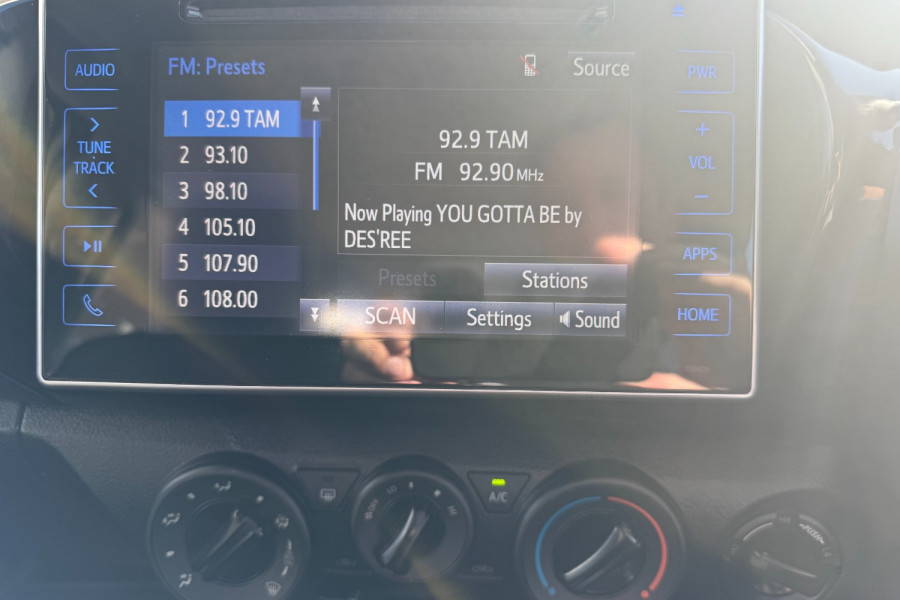 AUDIO
TUNE
TRACK
FM: Presets
Source
1 92.9 TAM
2 93.10
3 98.10
4 105.10
5 107.90
6 108.00
92.9 TAM
FM 92.90 MHz
Now Playing YOU GOTTA BE by
DES'REE
Presets
Stations
SCAN
Settings
Sound
PWR
+
VOL
-
APPS
HOME
A/C
LO
HI